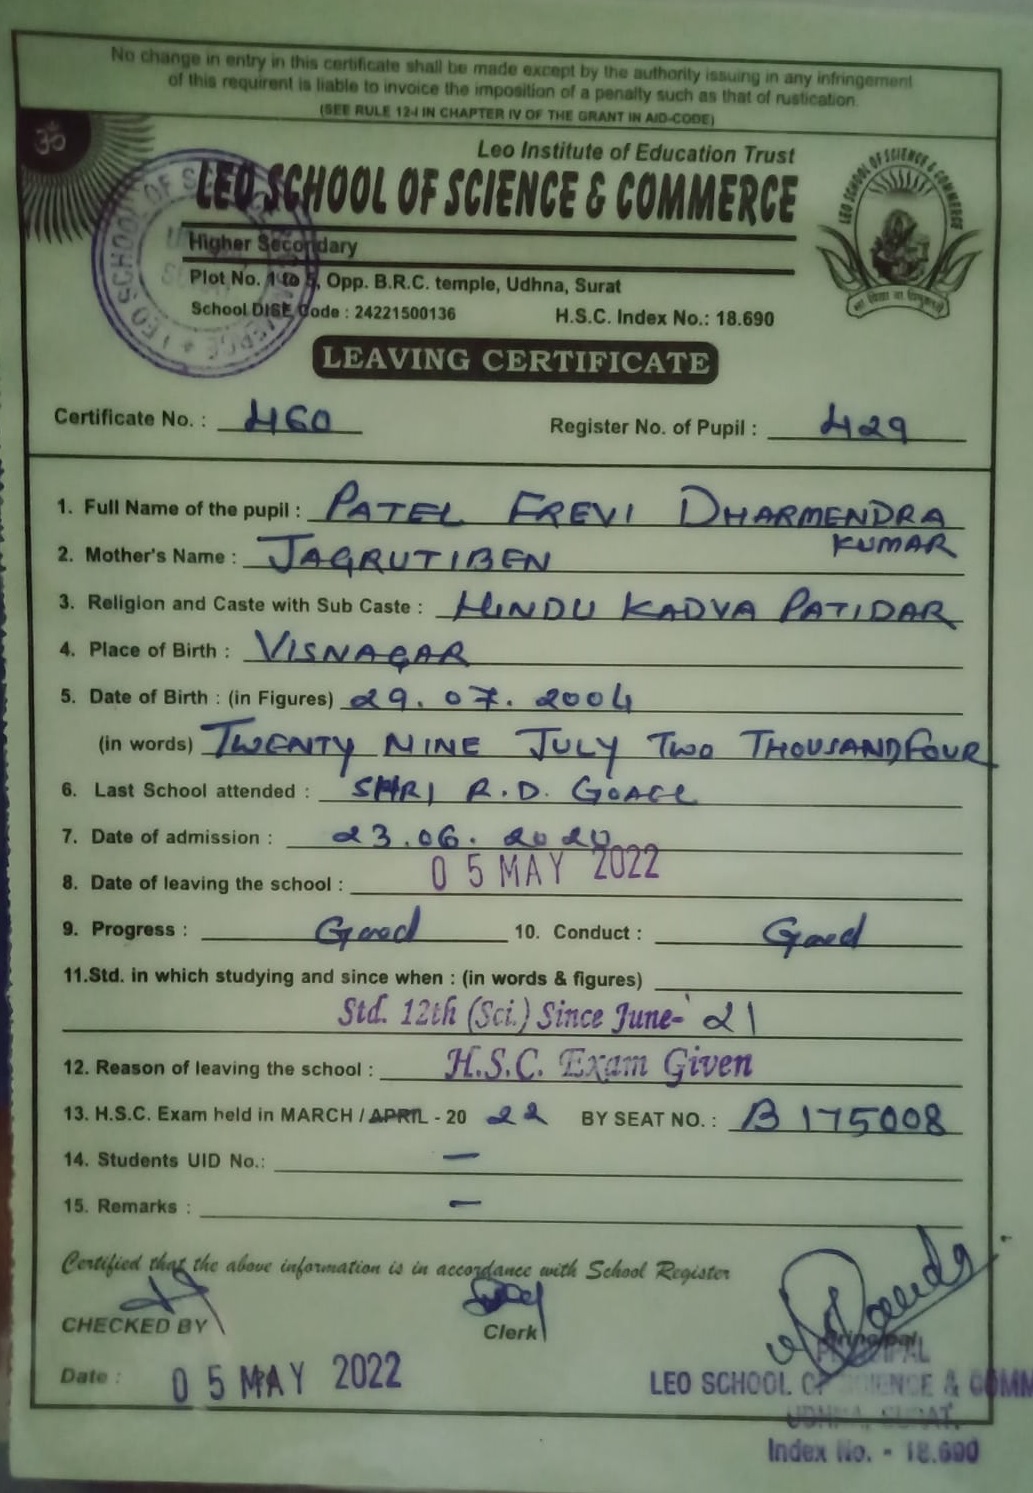 No change in entry in this certificate shall be made except by the authority issuing in any infringement
of this requirent is liable to invoice the imposition of a penalty such as that of rustication.
(SEE RULE 12-I IN CHAPTER IV OF THE GRANT IN AID-CODE)
ॐ
Leo Institute of Education Trust
LEO SCHOOL OF SCIENCE & COMMERCE
Higher Secondary
Plot No. 1 to 5, Opp. B.R.C. temple, Udhna, Surat
School DISE Code : 24221500136 H.S.C. Index No.: 18.690
LEO SCHOOL OF SCIENCE & COMMERCE
LEAVING CERTIFICATE
Certificate No. : 460 Register No. of Pupil : 429
1. Full Name of the pupil : PATEL FREVI DHARMENDRA
KUMAR
2. Mother's Name : JAGRUTIBEN
3. Religion and Caste with Sub Caste : HINDU KADVA PATIDAR
4. Place of Birth : VISNAGAR
5. Date of Birth : (in Figures) 29.07.2004
(in words) TWENTY NINE JULY TWO THOUSAND FOUR
6. Last School attended : SHRI R.D.
7. Date of admission : 23.06.2020
8. Date of leaving the school : 05 MAY 2022
9. Progress : Good 10. Conduct : Good
11.Std. in which studying and since when : (in words & figures)
Std. 12th (Sci.) Since June-'21
12. Reason of leaving the school : H.S.C. Exam Given
13. H.S.C. Exam held in MARCH / APRIL - 2022 BY SEAT NO. : B 175008
14. Students UID No.: —
15. Remarks : —
Certified that the above information is in accordance with School Register
CHECKED BY Clerk Principal
PRINCIPAL
Date : 05 MAY 2022 LEO SCHOOL OF SCIENCE & COMM
UDHNA, SURAT.
Index No. - 18.690